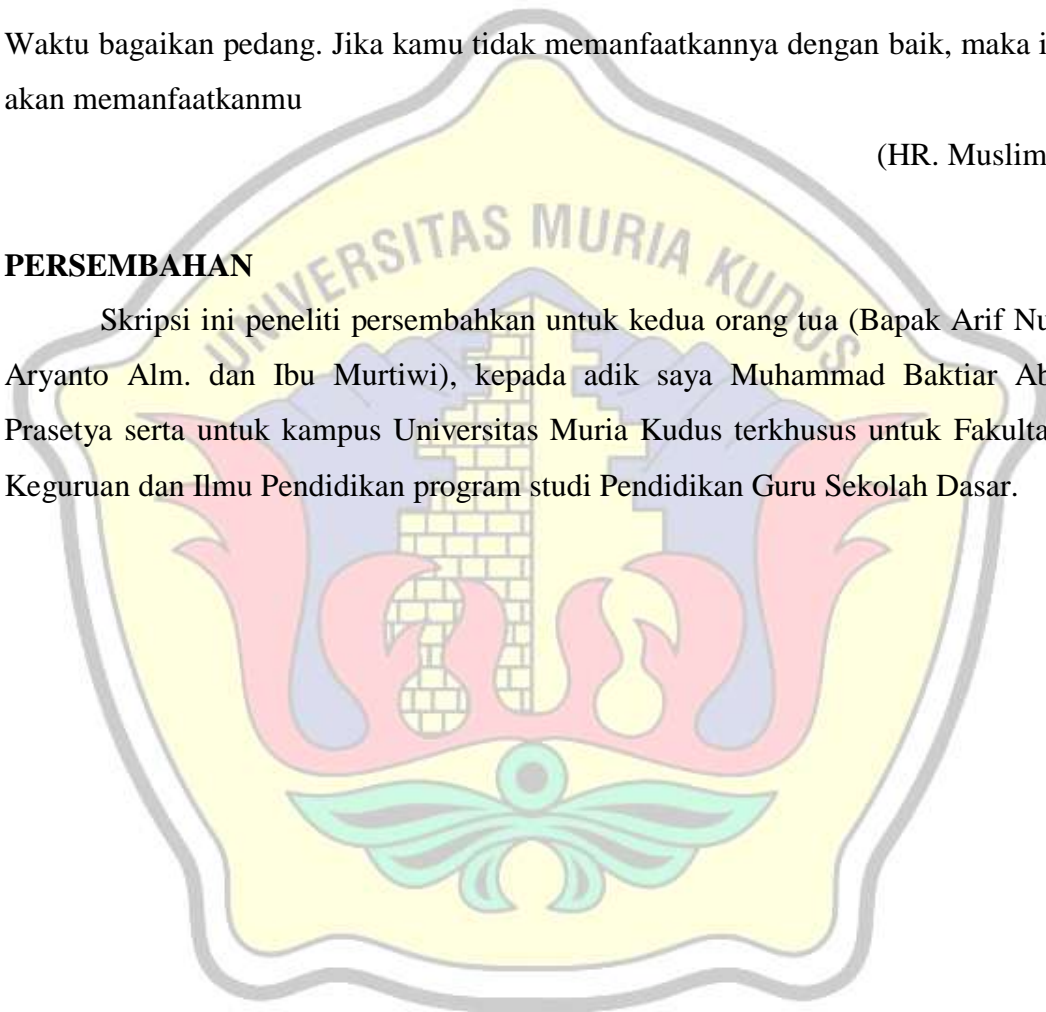 Waktu bagaikan pedang. Jika kamu tidak memanfaatkannya dengan baik, maka i
akan memanfaatkanmu
(HR. Muslim
UNIVERSITAS MURIA KUDUS
PERSEMBAHAN
Skripsi ini peneliti persembahkan untuk kedua orang tua (Bapak Arif Nu
Aryanto Alm. dan Ibu Murtiwi), kepada adik saya Muhammad Baktiar Ab
Prasetya serta untuk kampus Universitas Muria Kudus terkhusus untuk Fakulta
Keguruan dan Ilmu Pendidikan program studi Pendidikan Guru Sekolah Dasar.